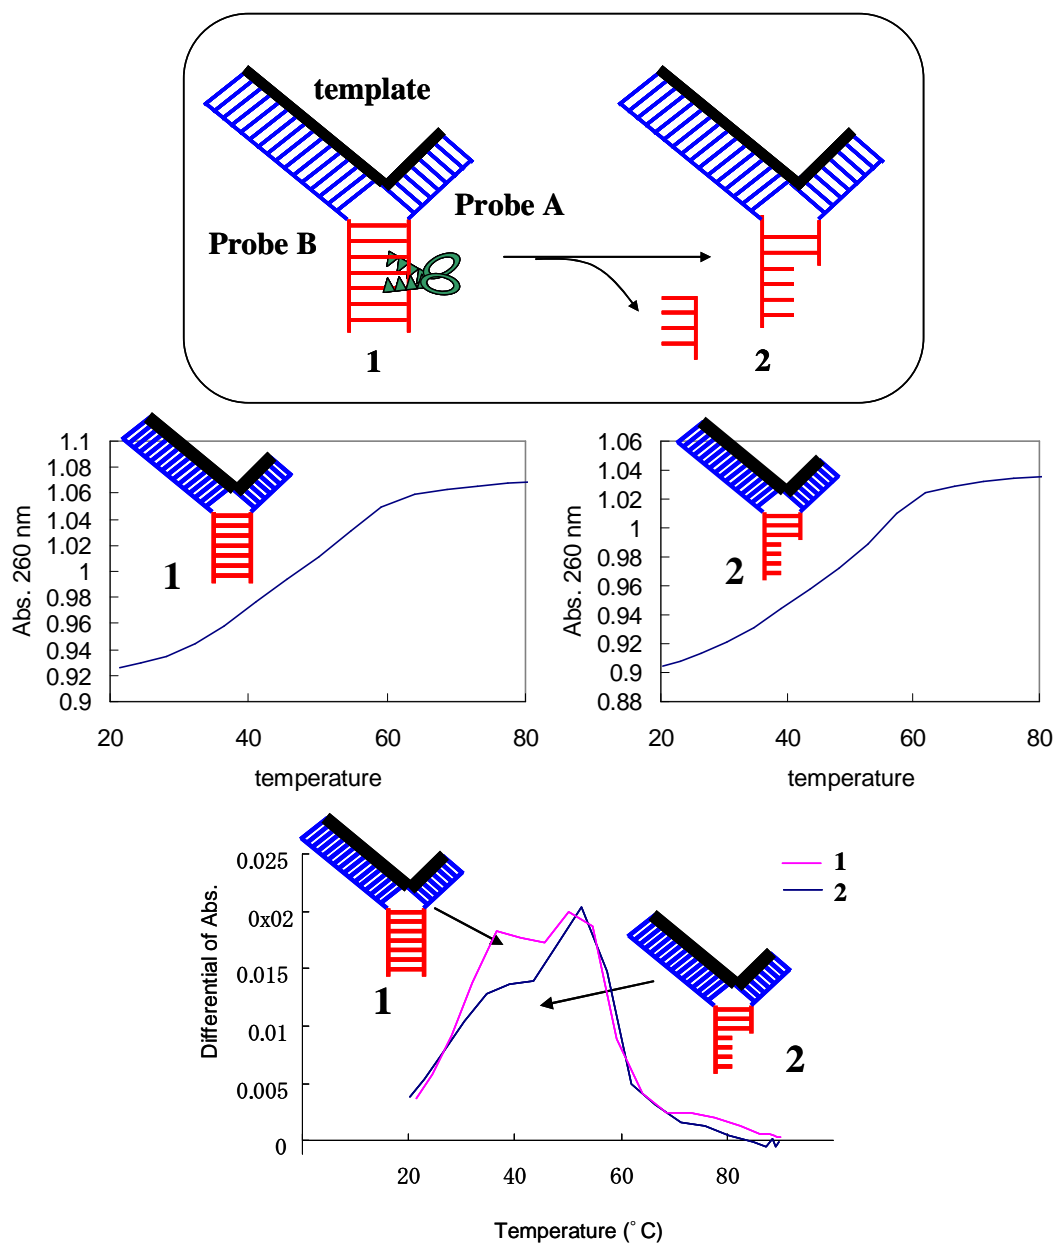 template
Probe A
Probe B
1
2
1.1
1.08
1.06
1.04
1.02
1
0.98
0.96
0.94
0.92
0.9
Abs. 260 nm
1
20 40 60 80
temperature
1.06
1.04
1.02
1
0.98
0.96
0.94
0.92
0.9
0.88
Abs. 260 nm
2
20 40 60 80
temperature
0.025
0x02
0.015
0.01
0.005
0
Differential of Abs.
1
2
1
2
20 40 60 80
Temperature (°C)